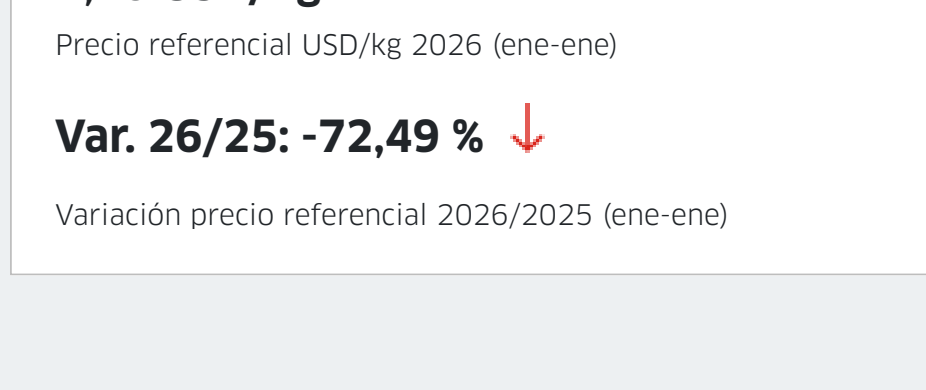 Precio referencial USD/kg 2026 (ene-ene)
Var. 26/25: -72,49 %
Variación precio referencial 2026/2025 (ene-ene)